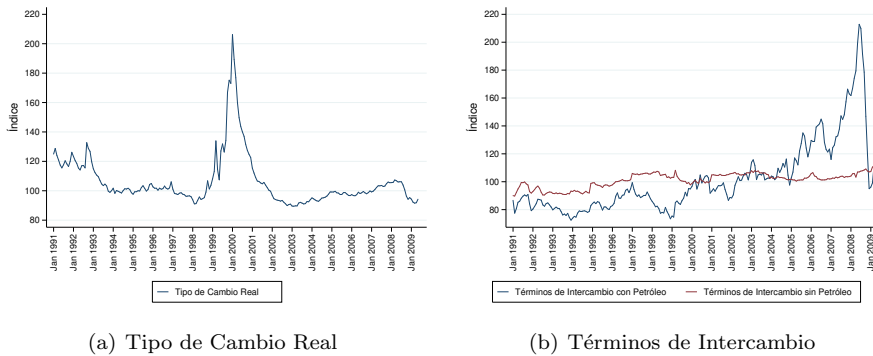 220
200
180
160
140
120
100
80
Índice
Jan 1991
Jan 1992
Jan 1993
Jan 1994
Jan 1995
Jan 1996
Jan 1997
Jan 1998
Jan 1999
Jan 2000
Jan 2001
Jan 2002
Jan 2003
Jan 2004
Jan 2005
Jan 2006
Jan 2007
Jan 2008
Jan 2009
Tipo de Cambio Real
(a) Tipo de Cambio Real
220
200
180
160
140
120
100
80
Índice
Jan 1991
Jan 1992
Jan 1993
Jan 1994
Jan 1995
Jan 1996
Jan 1997
Jan 1998
Jan 1999
Jan 2000
Jan 2001
Jan 2002
Jan 2003
Jan 2004
Jan 2005
Jan 2006
Jan 2007
Jan 2008
Jan 2009
Términos de Intercambio con Petróleo Términos de Intercambio sin Petróleo
(b) Términos de Intercambio